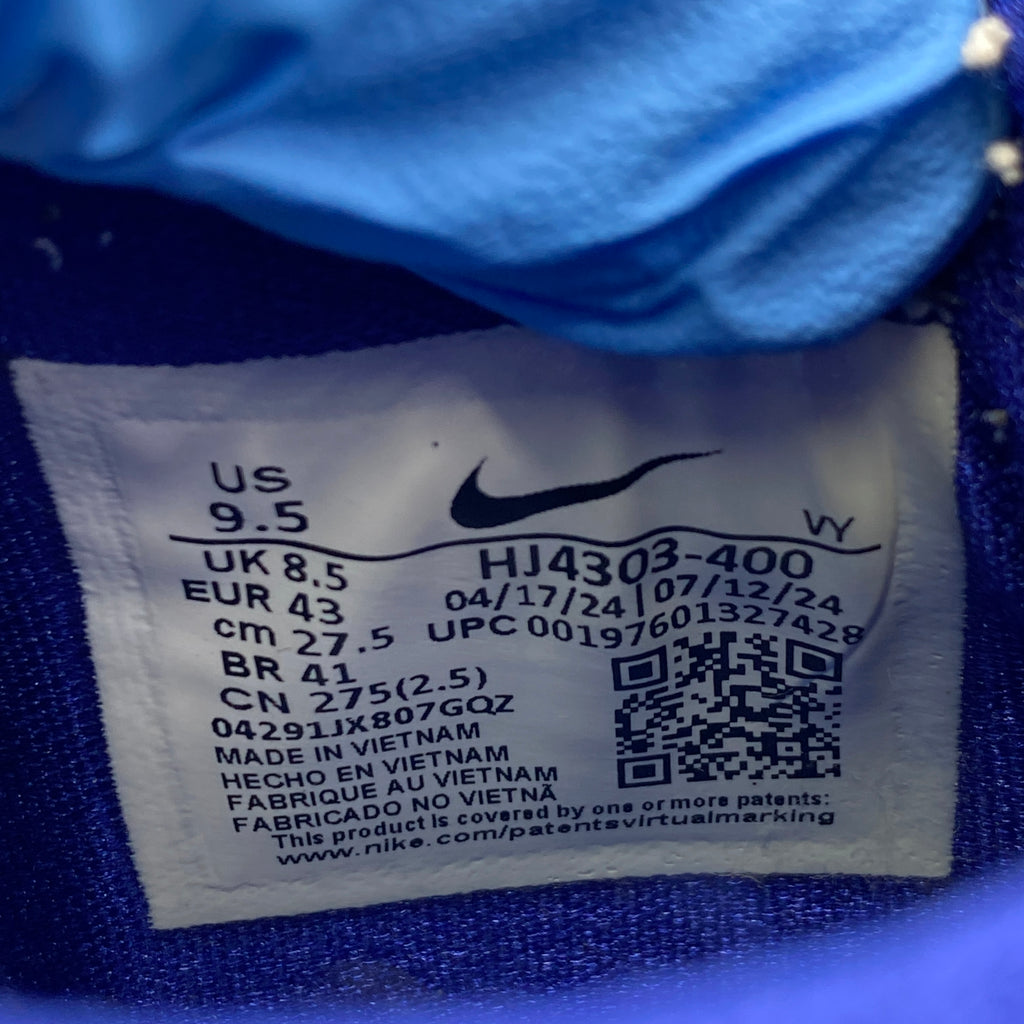 US
9.5
VY
UK 8.5
EUR 43
cm 27.5
BR 41
CN 275(2.5)
HJ4303-400
04/17/24|07/12/24
UPC 00197601327428
04291JX807GQZ
MADE IN VIETNAM
HECHO EN VIETNAM
FABRIQUE AU VIETNAM
FABRICADO NO VIETNÃ
This product is covered by one or more patents:
www.nike.com/patentsvirtualmarking